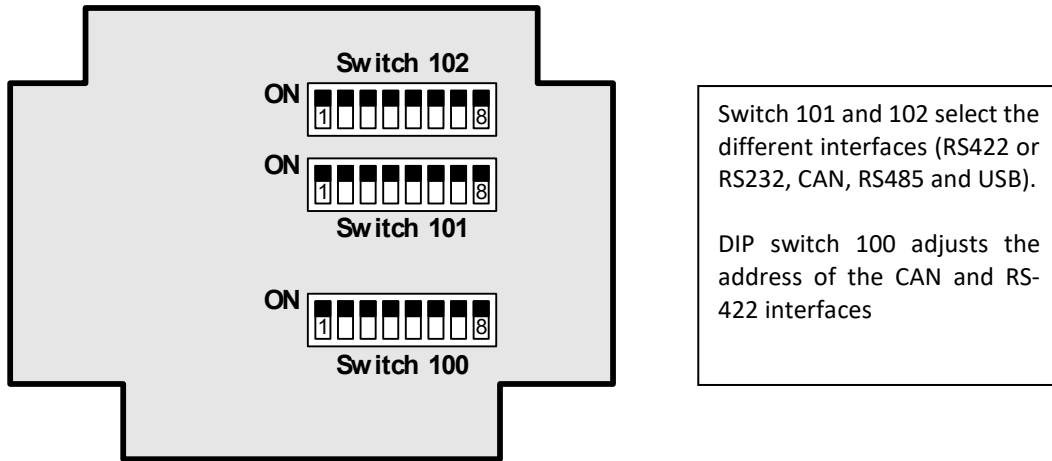 Switch 102
ON
1 8
ON
1 8
Switch 101
ON
1 8
Switch 100
Switch 101 and 102 select the
different interfaces (RS422 or
RS232, CAN, RS485 and USB).
DIP switch 100 adjusts the
address of the CAN and RS-
422 interfaces